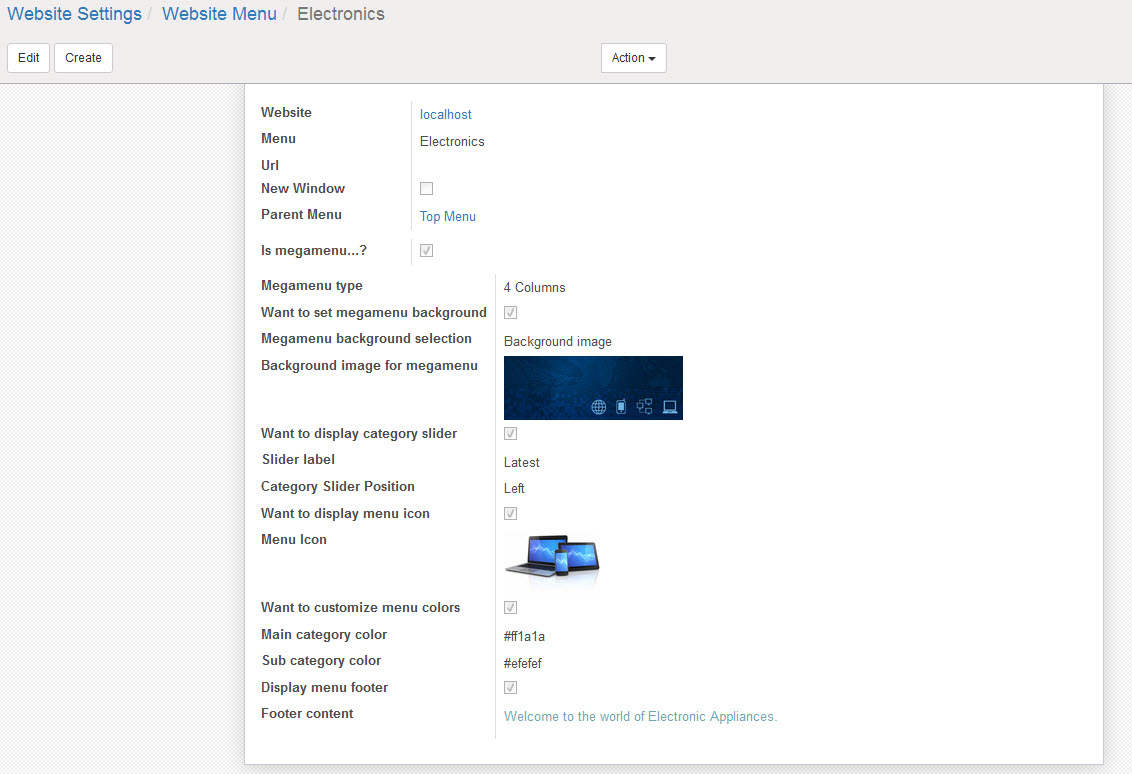 Website Settings / Website Menu / Electronics
Edit Create Action
Website localhost
Menu Electronics
Url
New Window
Parent Menu Top Menu
Is megamenu...?
Megamenu type 4 Columns
Want to set megamenu background
Megamenu background selection Background image
Background image for megamenu
Want to display category slider
Slider label Latest
Category Slider Position Left
Want to display menu icon
Menu Icon
Want to customize menu colors
Main category color #ff1a1a
Sub category color #efefef
Display menu footer
Footer content Welcome to the world of Electronic Appliances.